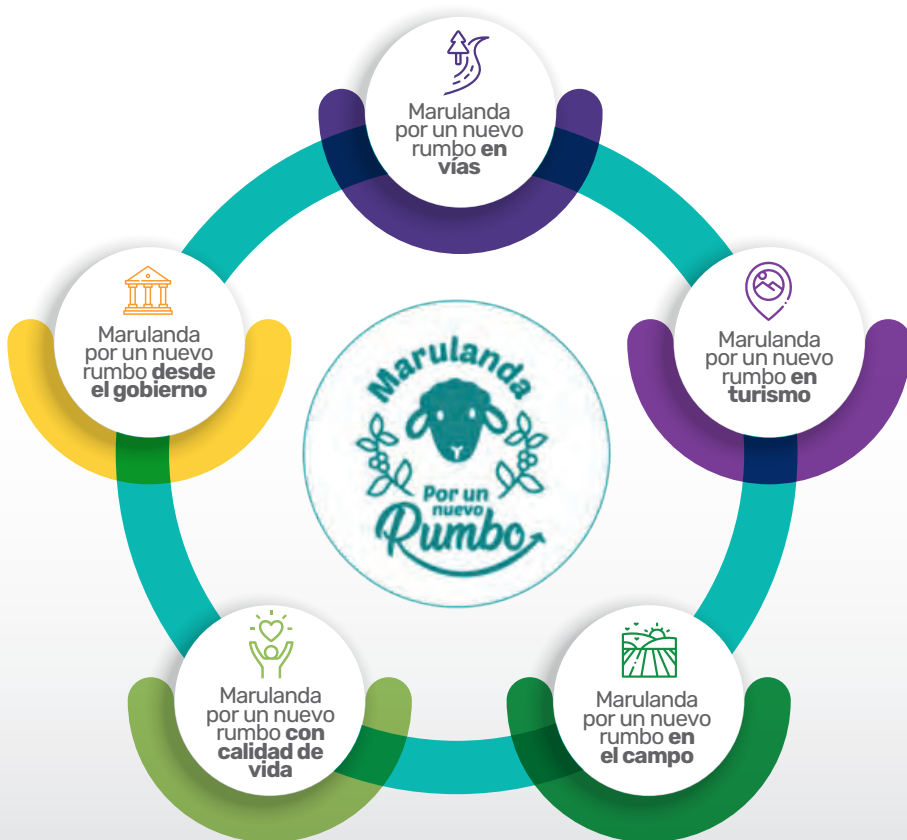 Marulanda
por un nuevo
rumbo en
vías
Marulanda
por un nuevo
rumbo desde
el gobierno
Marulanda
por un nuevo
rumbo en
turismo
Marulanda
Por un
nuevo
Rumbo
Marulanda
por un nuevo
rumbo con
calidad de
vida
Marulanda
por un nuevo
rumbo en
el campo